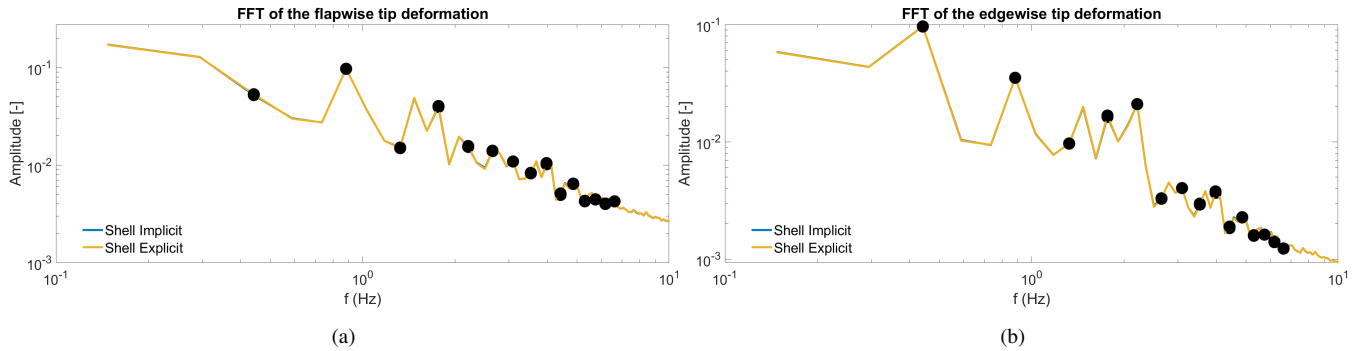 FFT of the flapwise tip deformation
10^-1
10^-2
10^-3
Amplitude [-]
Shell Implicit
Shell Explicit
10^-1
10^0
10^1
f (Hz)
(a)
FFT of the edgewise tip deformation
10^-1
10^-2
10^-3
Amplitude [-]
Shell Implicit
Shell Explicit
10^-1
10^0
10^1
f (Hz)
(b)